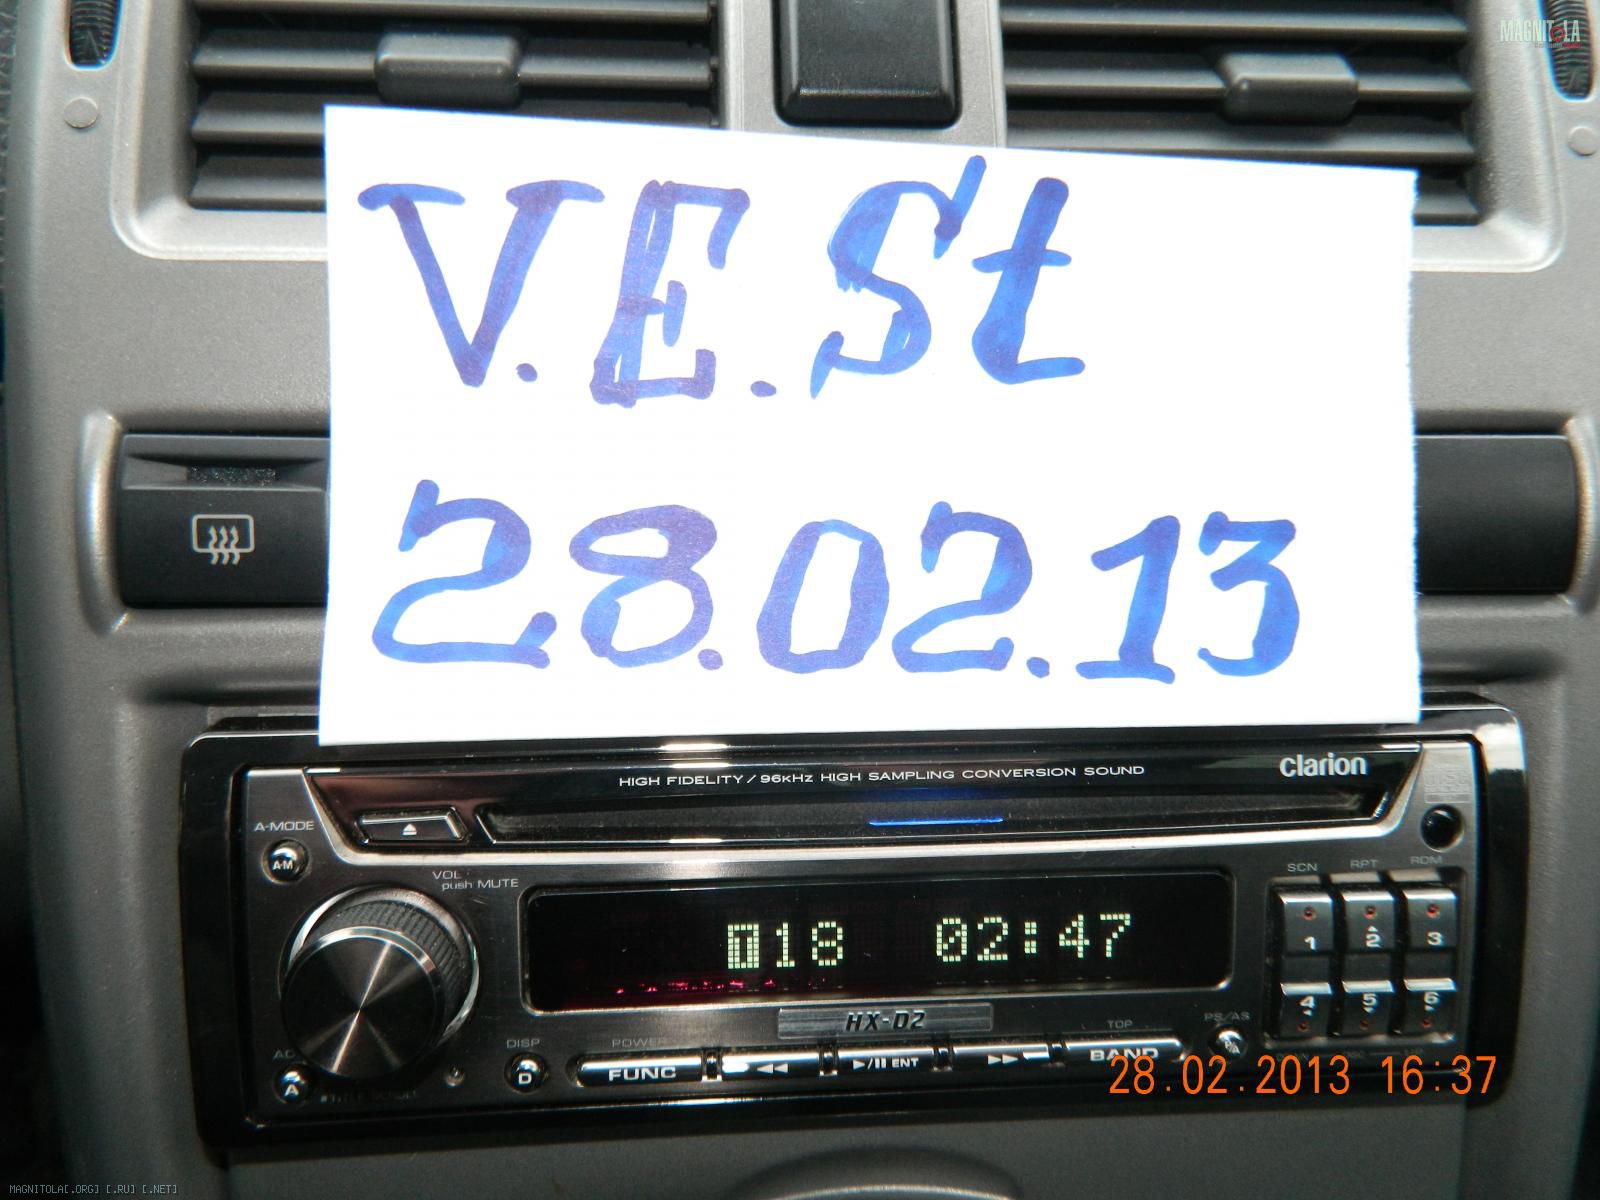 MAGNITOLA
V.E.St
28.02.13
HIGH FIDELITY / 96kHz HIGH SAMPLING CONVERSION SOUND
clarion
A-MODE
A-M
VOL
push MUTE
SCN RPT RDM
018 02:47
1 2 3
4 5 6
HX-D2
DISP
D
POWER
FUNC
ENT
TOP
BAND
PS/AS
A
28.02.2013 16:37
MAGNITOLA[.ORG] [.RU] [.NET]